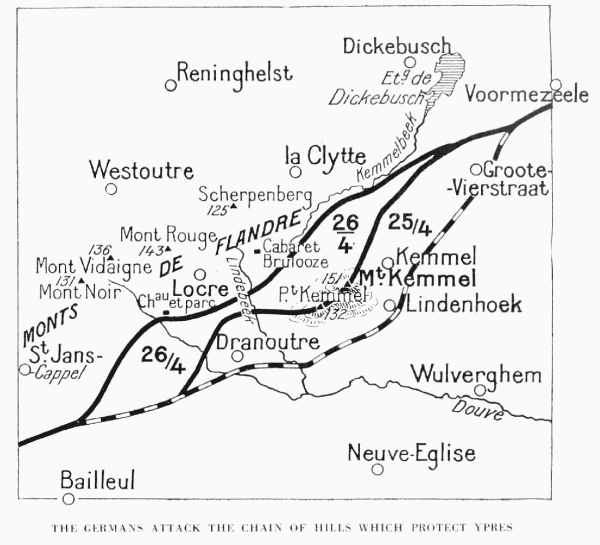 Dickebusch
Reninghelst
Etg de
Dickebusch
Voormezeele
Kemmelbeek
la Clytte
Westoutre
Groote-
-Vierstraat
Scherpenberg
125
26/4
25/4
MONTS DE FLANDRE
Mont Rouge
143
136
Mont Vidaigne
131
Mont Noir
Cabaret
Brulooze
Kemmel
151
Mt Kemmel
Locre
Chau et parc
Lindebeek
Pt Kemmel
132
Lindenhoek
St Jans-
-Cappel
26/4
Dranoutre
Wulverghem
Douve
Neuve-Eglise
Bailleul
THE GERMANS ATTACK THE CHAIN OF HILLS WHICH PROTECT YPRES